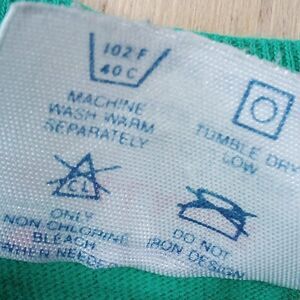 102 F
40 C
MACHINE
WASH WARM
SEPARATELY
TUMBLE DRY
LOW
CL
ONLY
NON CHLORINE
BLEACH
WHEN NEEDED
DO NOT
IRON DESIGN